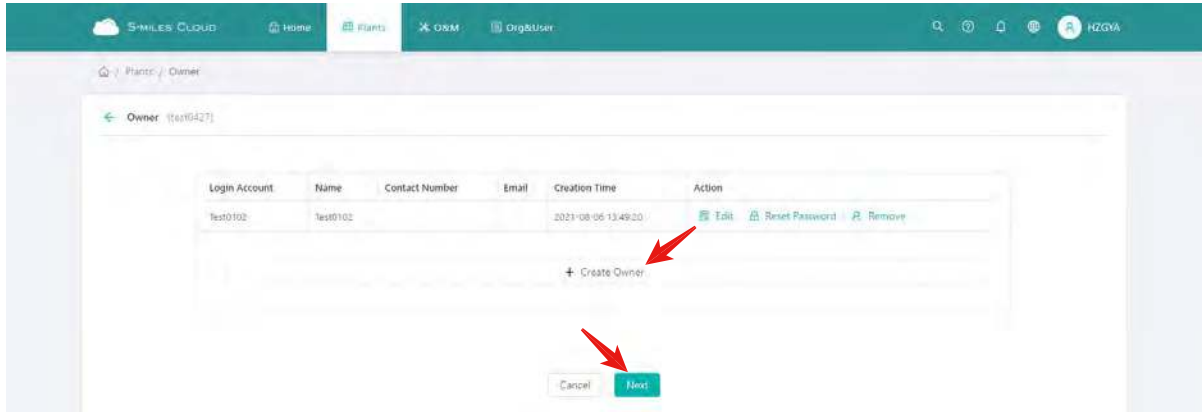 S-MILES CLOUD Home Plants O&M Org&User HZGYA
/ Plants / Owner
Owner (test0427)
Login Account Name Contact Number Email Creation Time Action
Test0102 Test0102 2021-08-06 13:49:20 Edit Reset Password Remove
+ Create Owner
Cancel Next